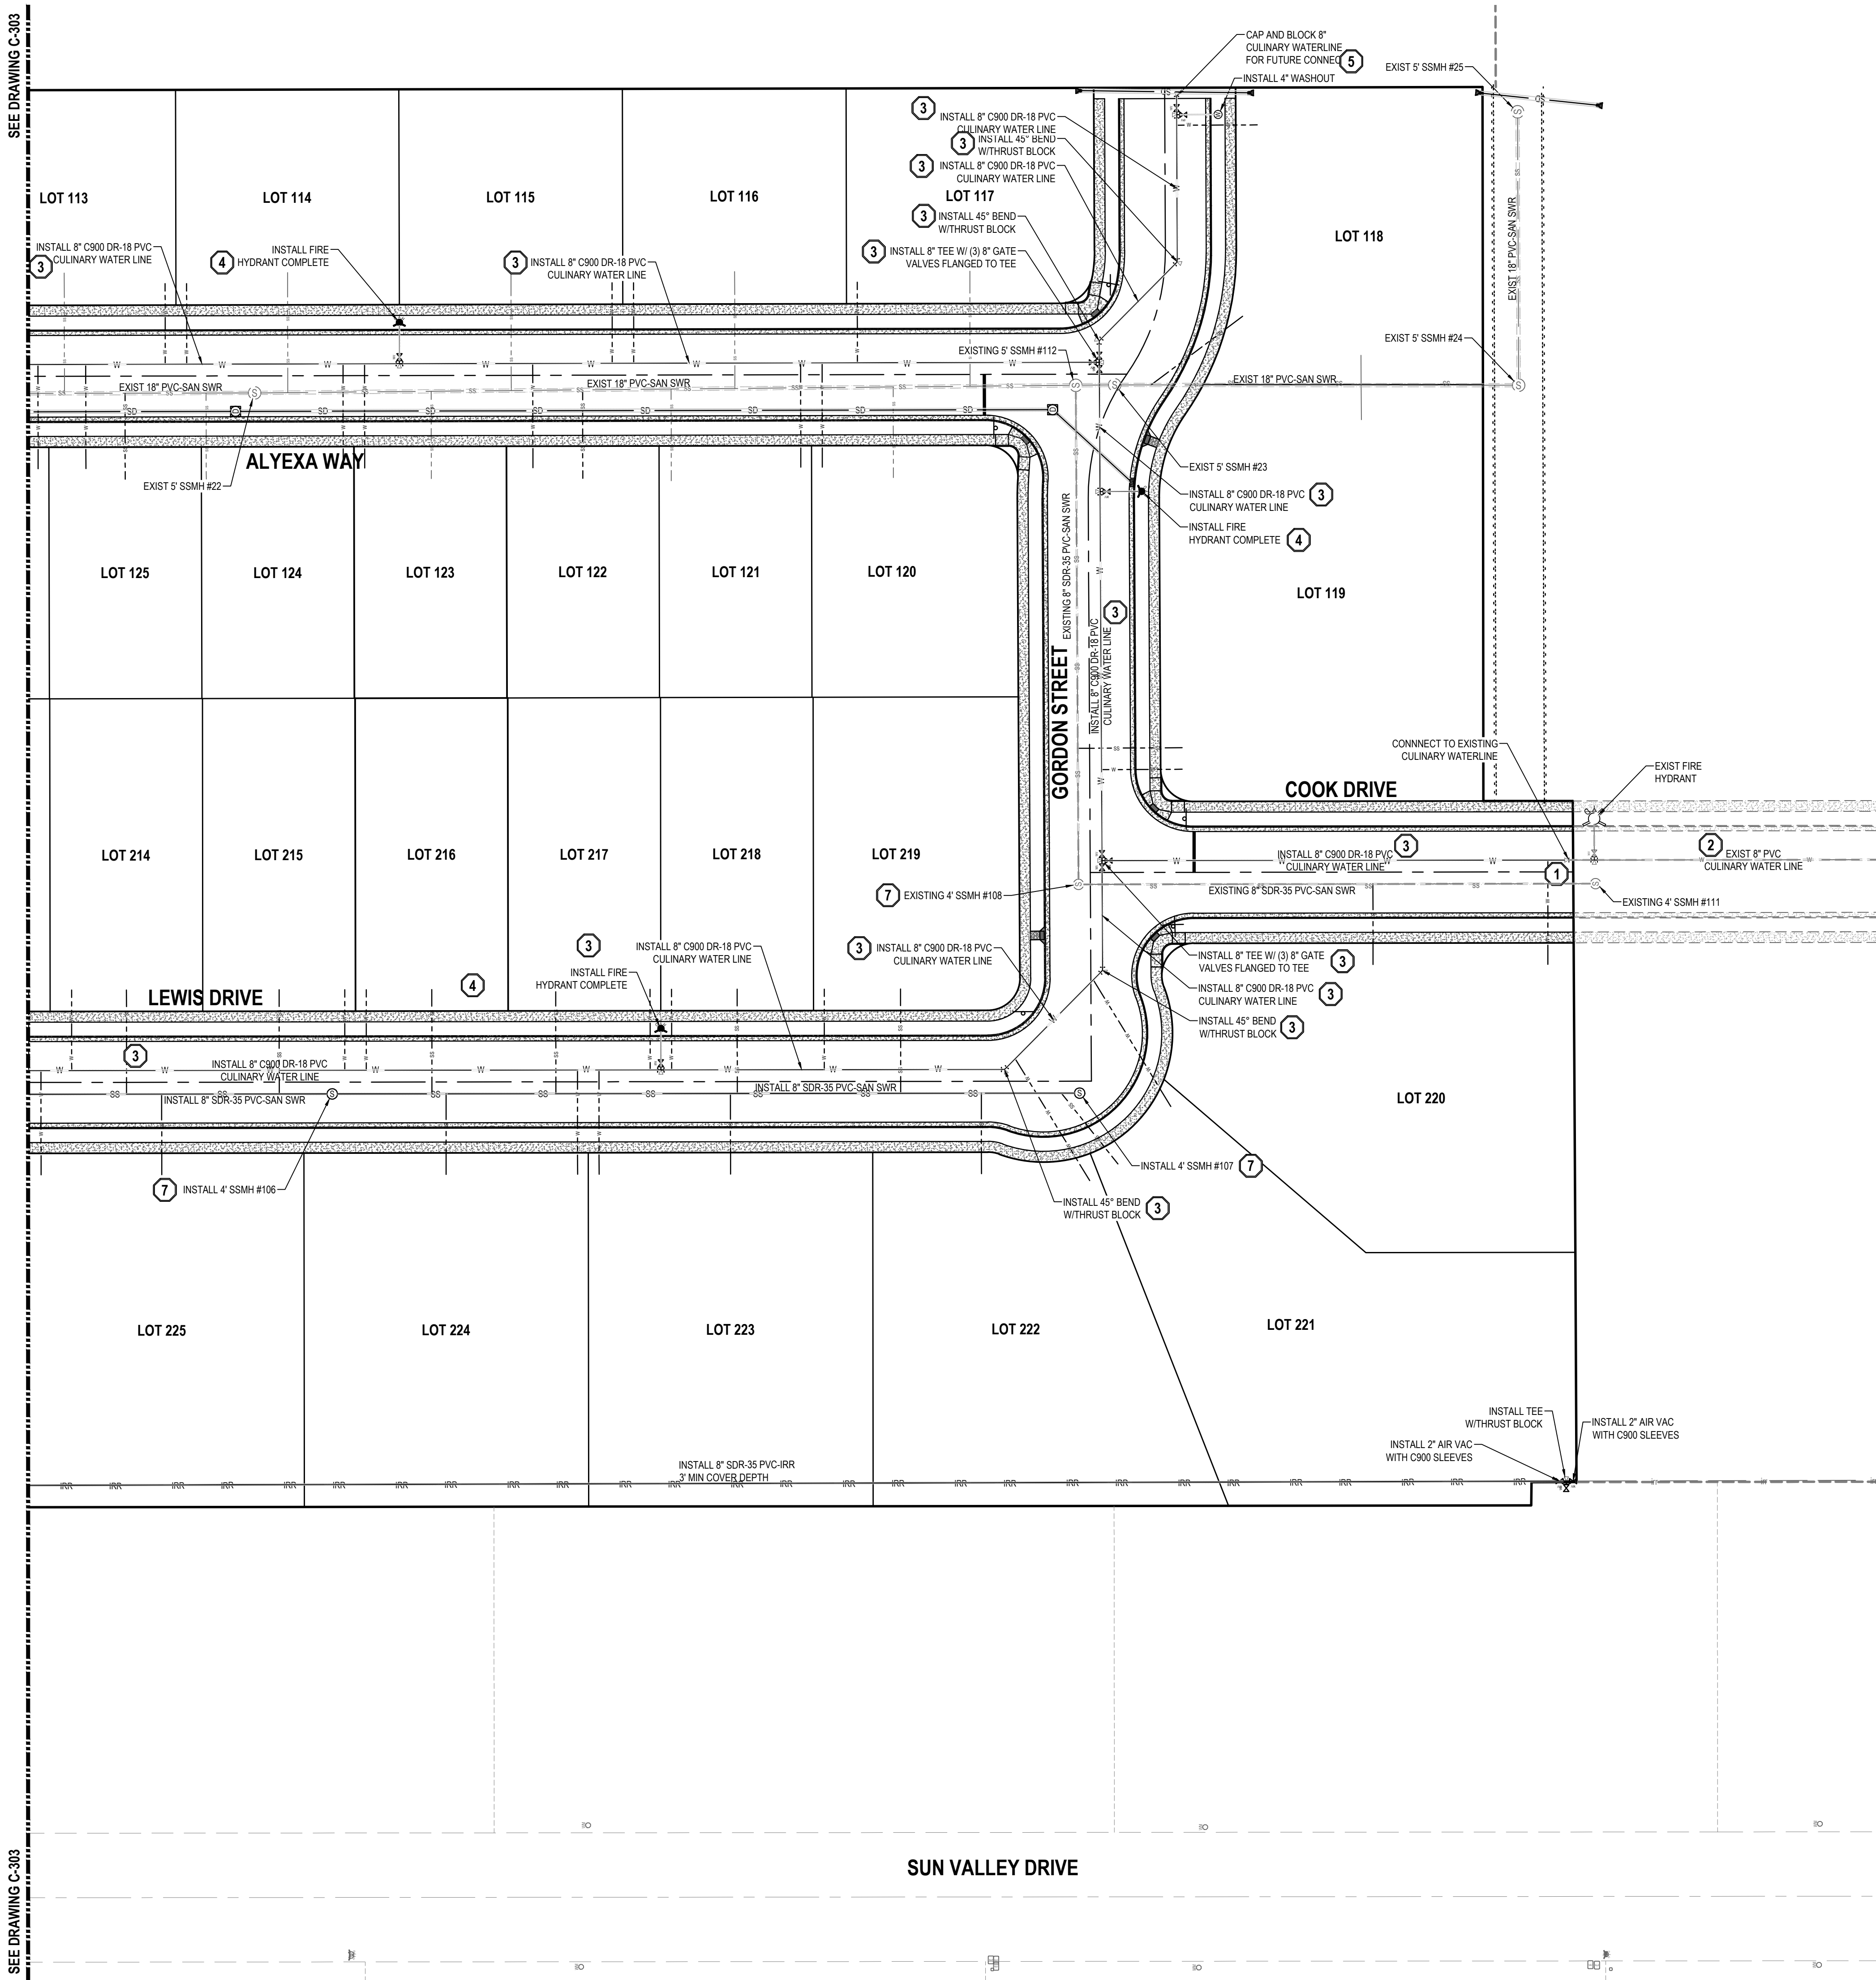 SEE DRAWING C-303
CAP AND BLOCK 8"
CULINARY WATERLINE
FOR FUTURE CONNEC
5
EXIST 5' SSMH #25
INSTALL 4" WASHOUT
3
INSTALL 8" C900 DR-18 PVC
CULINARY WATER LINE
3
INSTALL 45° BEND
W/THRUST BLOCK
3
INSTALL 8" C900 DR-18 PVC
CULINARY WATER LINE
LOT 113
LOT 114
LOT 115
LOT 116
LOT 117
3
INSTALL 45° BEND
W/THRUST BLOCK
LOT 118
EXIST 18" PVC-SAN SWR
3
INSTALL 8" C900 DR-18 PVC
CULINARY WATER LINE
4
INSTALL FIRE
HYDRANT COMPLETE
3
INSTALL 8" C900 DR-18 PVC
CULINARY WATER LINE
3
INSTALL 8" TEE W/ (3) 8" GATE
VALVES FLANGED TO TEE
EXISTING 5' SSMH #112
EXIST 5' SSMH #24
EXIST 18" PVC-SAN SWR
EXIST 18" PVC-SAN SWR
EXIST 18" PVC-SAN SWR
ALYEXA WAY
EXIST 5' SSMH #22
EXIST 5' SSMH #23
INSTALL 8" C900 DR-18 PVC
CULINARY WATER LINE
3
INSTALL FIRE
HYDRANT COMPLETE
4
EXISTING 8" SDR-35 PVC-SAN SWR
LOT 125
LOT 124
LOT 123
LOT 122
LOT 121
LOT 120
LOT 119
3
INSTALL 8" C900 DR-18 PVC
CULINARY WATER LINE
GORDON STREET
CONNNECT TO EXISTING
CULINARY WATERLINE
EXIST FIRE
HYDRANT
COOK DRIVE
LOT 214
LOT 215
LOT 216
LOT 217
LOT 218
LOT 219
3
INSTALL 8" C900 DR-18 PVC
CULINARY WATER LINE
1
2
EXIST 8" PVC
CULINARY WATER LINE
EXISTING 8" SDR-35 PVC-SAN SWR
7
EXISTING 4' SSMH #108
EXISTING 4' SSMH #111
3
INSTALL 8" C900 DR-18 PVC
CULINARY WATER LINE
3
INSTALL 8" C900 DR-18 PVC
CULINARY WATER LINE
INSTALL 8" TEE W/ (3) 8" GATE
VALVES FLANGED TO TEE
3
4
INSTALL FIRE
HYDRANT COMPLETE
INSTALL 8" C900 DR-18 PVC
CULINARY WATER LINE
3
LEWIS DRIVE
INSTALL 45° BEND
W/THRUST BLOCK
3
3
INSTALL 8" C900 DR-18 PVC
CULINARY WATER LINE
INSTALL 8" SDR-35 PVC-SAN SWR
INSTALL 8" SDR-35 PVC-SAN SWR
LOT 220
7
INSTALL 4' SSMH #106
INSTALL 4' SSMH #107
7
INSTALL 45° BEND
W/THRUST BLOCK
3
LOT 225
LOT 224
LOT 223
LOT 222
LOT 221
INSTALL TEE
W/THRUST BLOCK
INSTALL 2" AIR VAC
WITH C900 SLEEVES
INSTALL 2" AIR VAC
WITH C900 SLEEVES
INSTALL 8" SDR-35 PVC-IRR
3' MIN COVER DEPTH
SUN VALLEY DRIVE
SEE DRAWING C-303